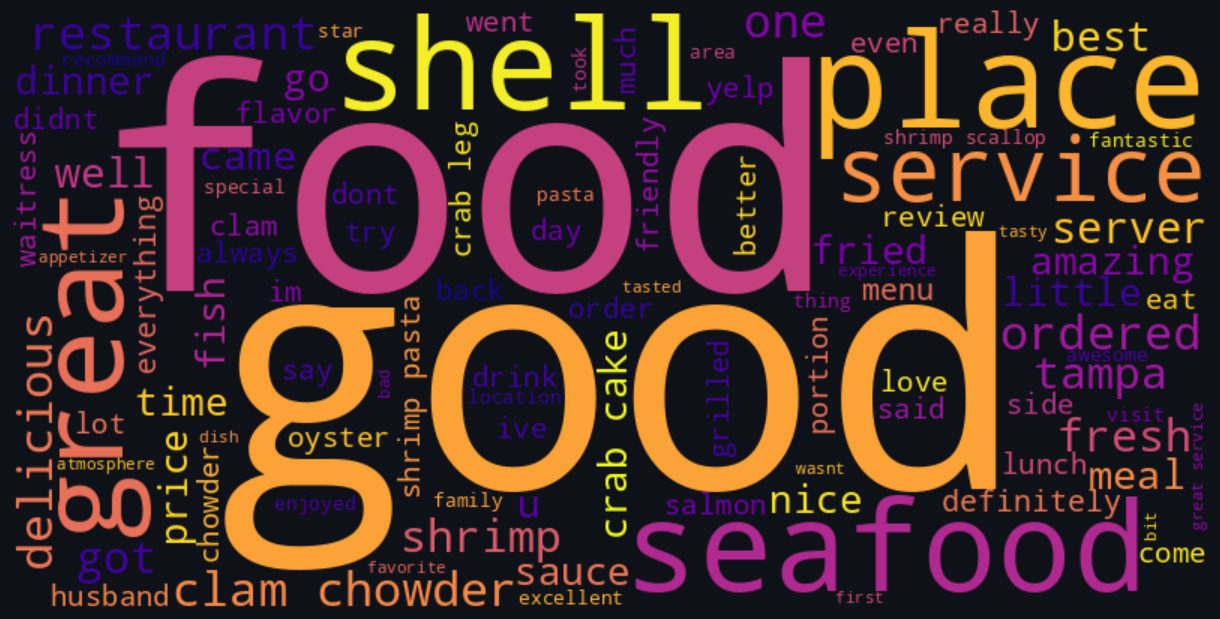 restaurant
star
went
one
really
best
recommend
dinner
go
shell
took
much
area
yelp
even
place
didnt
flavor
food
shrimp scallop
fantastic
waitress
well
came
special
crab leg
dont
pasta
friendly
better
service
try
day
clam
always
review
tasty
server
appetizer
great
everything
fish
im
back
tasted
order
fried
experience
thing
menu
amazing
little
eat
ordered
awesome
tampa
delicious
good
say
bad
shrimp pasta
drink
location
ive
crab cake
grilled
portion
love
said
side
visit
fresh
great service
time
lot
price
dish
oyster
atmosphere
chowder
wasnt
lunch
meal
enjoyed
family
u
salmon
nice
definitely
got
shrimp
seafood
bit
come
favorite
husband
clam chowder
sauce
excellent
first